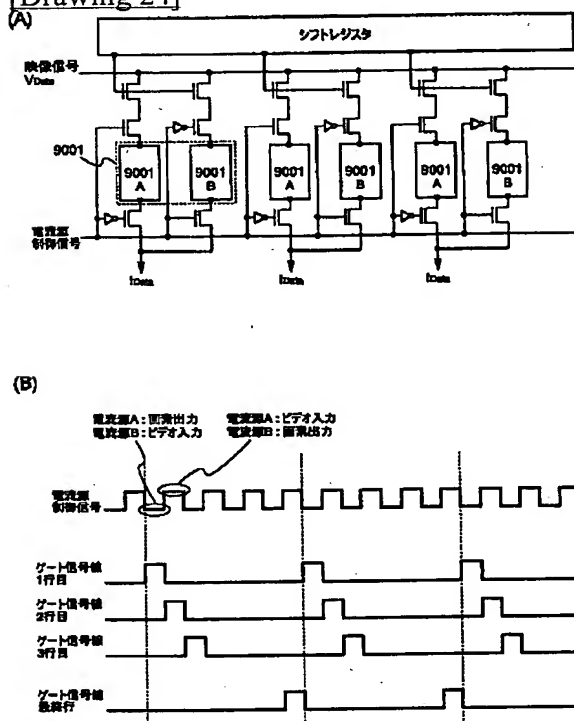 [Drawing 24]
(A)
シフトレジスタ
映像信号
VData
9001
9001
A
9001
B
9001
A
9001
B
9001
A
9001
B
電流源
制御信号
IData
IData
IData
(B)
電流源A:画素出力
電流源B:ビデオ入力
電流源A:ビデオ入力
電流源B:画素出力
電流源
制御信号
ゲート信号線
1行目
ゲート信号線
2行目
ゲート信号線
3行目
ゲート信号線
最終行